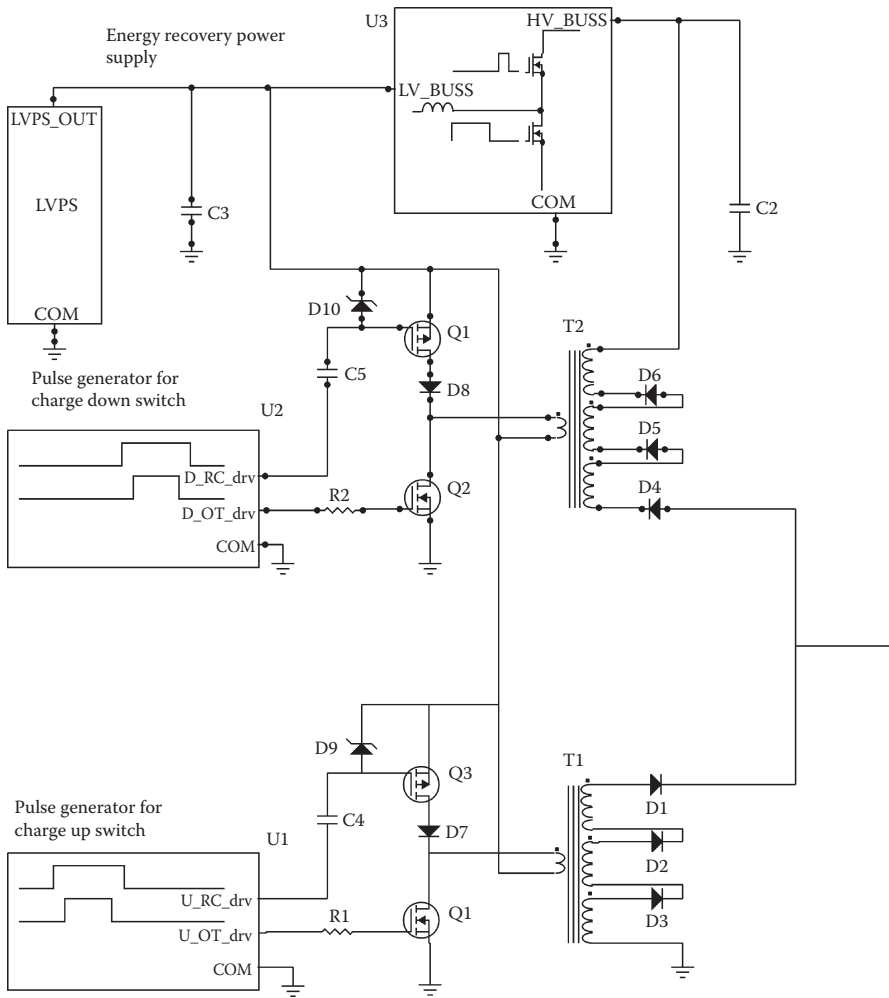 Energy recovery power
supply
U3
HV_BUSS
LV_BUSS
COM
LVPS_OUT
LVPS
COM
C3
C2
D10
Q1
C5
D8
Q2
T2
D6
D5
D4
Pulse generator for
charge down switch
U2
D_RC_drv
D_OT_drv
COM
R2
D9
Q3
C4
D7
Q1
T1
D1
D2
D3
Pulse generator for
charge up switch
U1
U_RC_drv
U_OT_drv
COM
R1